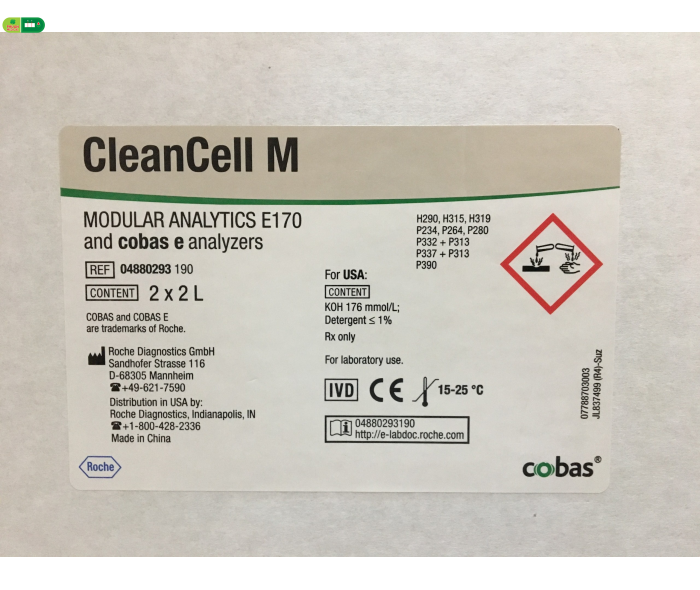 CleanCell M
MODULAR ANALYTICS E170
and cobas e analyzers
REF 04880293 190
CONTENT 2 x 2 L
COBAS and COBAS E
are trademarks of Roche.
Roche Diagnostics GmbH
Sandhofer Strasse 116
D-68305 Mannheim
☎+49-621-7590
Distribution in USA by:
Roche Diagnostics, Indianapolis, IN
☎+1-800-428-2336
Made in China
Roche
H290, H315, H319
P234, P264, P280
P332 + P313
P337 + P313
P390
For USA:
CONTENT
KOH 176 mmol/L;
Detergent ≤ 1%
Rx only
For laboratory use.
IVD CE 15-25 °C
04880293190
http://e-labdoc.roche.com
07788703003
JL837499 (R4)-Suz
cobas®